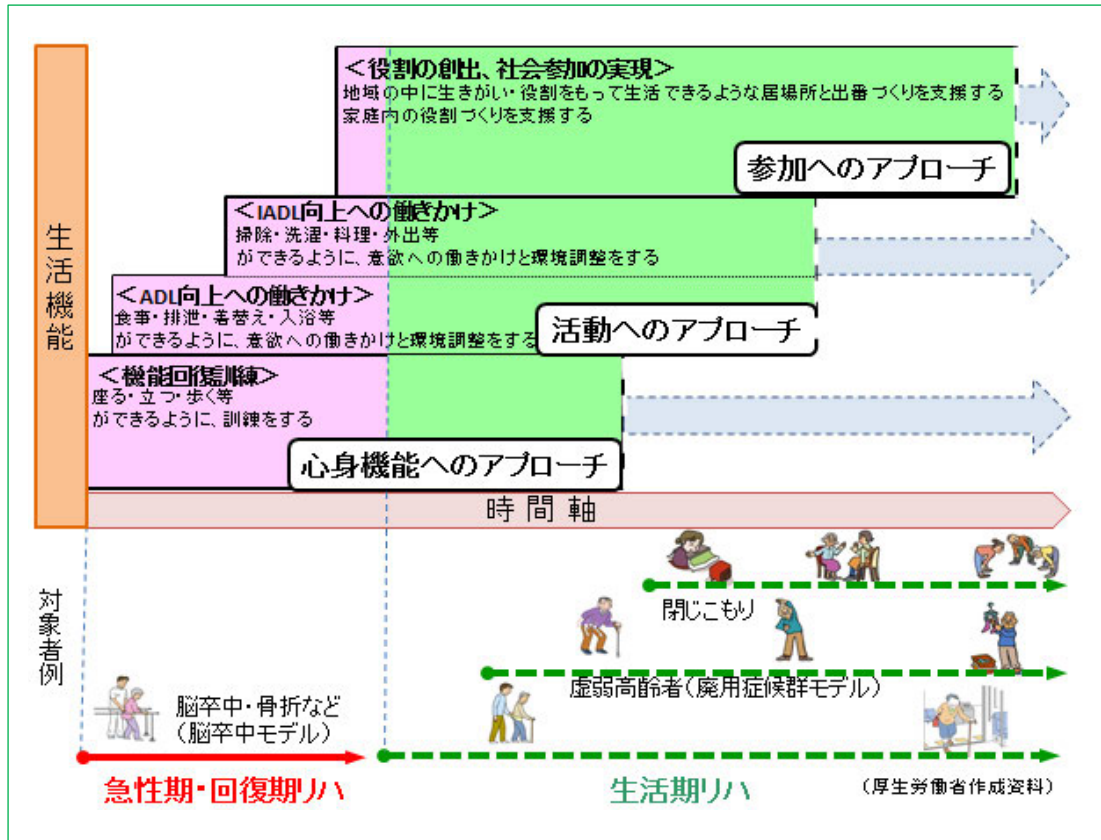 生活機能
＜役割の創出、社会参加の実現＞
地域の中に生きがい・役割をもって生活できるような居場所と出番づくりを支援する
家庭内の役割づくりを支援する
参加へのアプローチ
＜IADL向上への働きかけ＞
掃除・洗濯・料理・外出等
ができるように、意欲への働きかけと環境調整をする
＜ADL向上への働きかけ＞
食事・排泄・着替え・入浴等
ができるように、意欲への働きかけと環境調整をする
活動へのアプローチ
＜機能回復訓練＞
座る・立つ・歩く等
ができるように、訓練をする
心身機能へのアプローチ
時間軸
対象者例
閉じこもり
虚弱高齢者（廃用症候群モデル）
脳卒中・骨折など
（脳卒中モデル）
急性期・回復期リハ
生活期リハ
（厚生労働省作成資料）